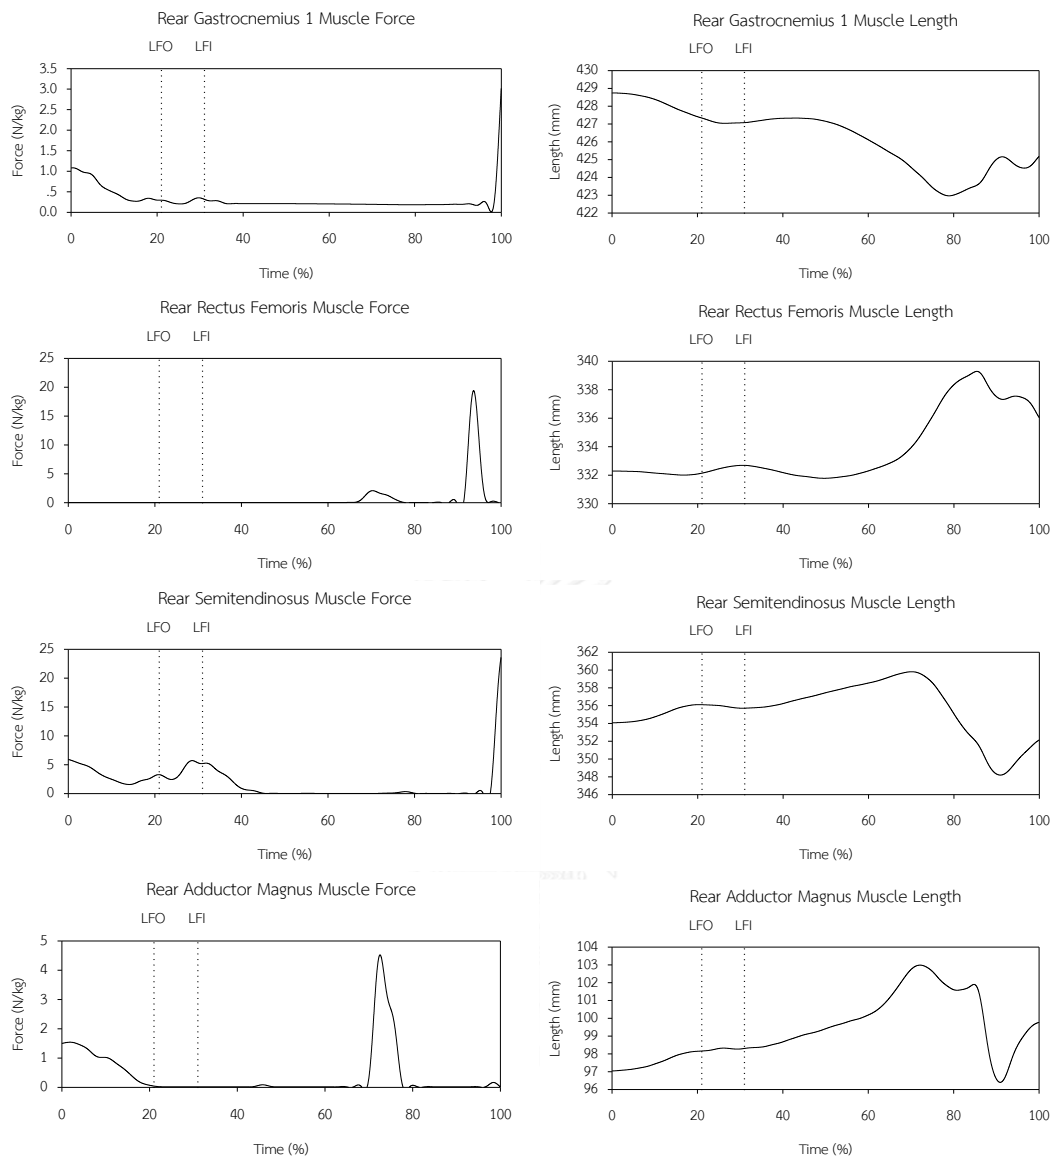 Rear Gastrocnemius 1 Muscle Force
LFO LFI
3.5
3.0
2.5
2.0
1.5
1.0
.5
0.0
Force (N/kg)
0 20 40 60 80 100
Time (%)
Rear Gastrocnemius 1 Muscle Length
LFO LFI
430
429
428
427
426
425
424
423
422
Length (mm)
0 20 40 60 80 100
Time (%)
Rear Rectus Femoris Muscle Force
LFO LFI
25
20
15
10
5
0
Force (N/kg)
0 20 40 60 80 100
Time (%)
Rear Rectus Femoris Muscle Length
LFO LFI
340
338
336
334
332
330
Length (mm)
0 20 40 60 80 100
Time (%)
Rear Semitendinosus Muscle Force
LFO LFI
25
20
15
10
5
0
Force (N/kg)
0 20 40 60 80 100
Time (%)
Rear Semitendinosus Muscle Length
LFO LFI
362
360
358
356
354
352
350
348
346
Length (mm)
0 20 40 60 80 100
Time (%)
Rear Adductor Magnus Muscle Force
LFO LFI
5
4
3
2
1
0
Force (N/kg)
0 20 40 60 80 100
Time (%)
Rear Adductor Magnus Muscle Length
LFO LFI
104
103
102
101
100
99
98
97
96
Length (mm)
0 20 40 60 80 100
Time (%)